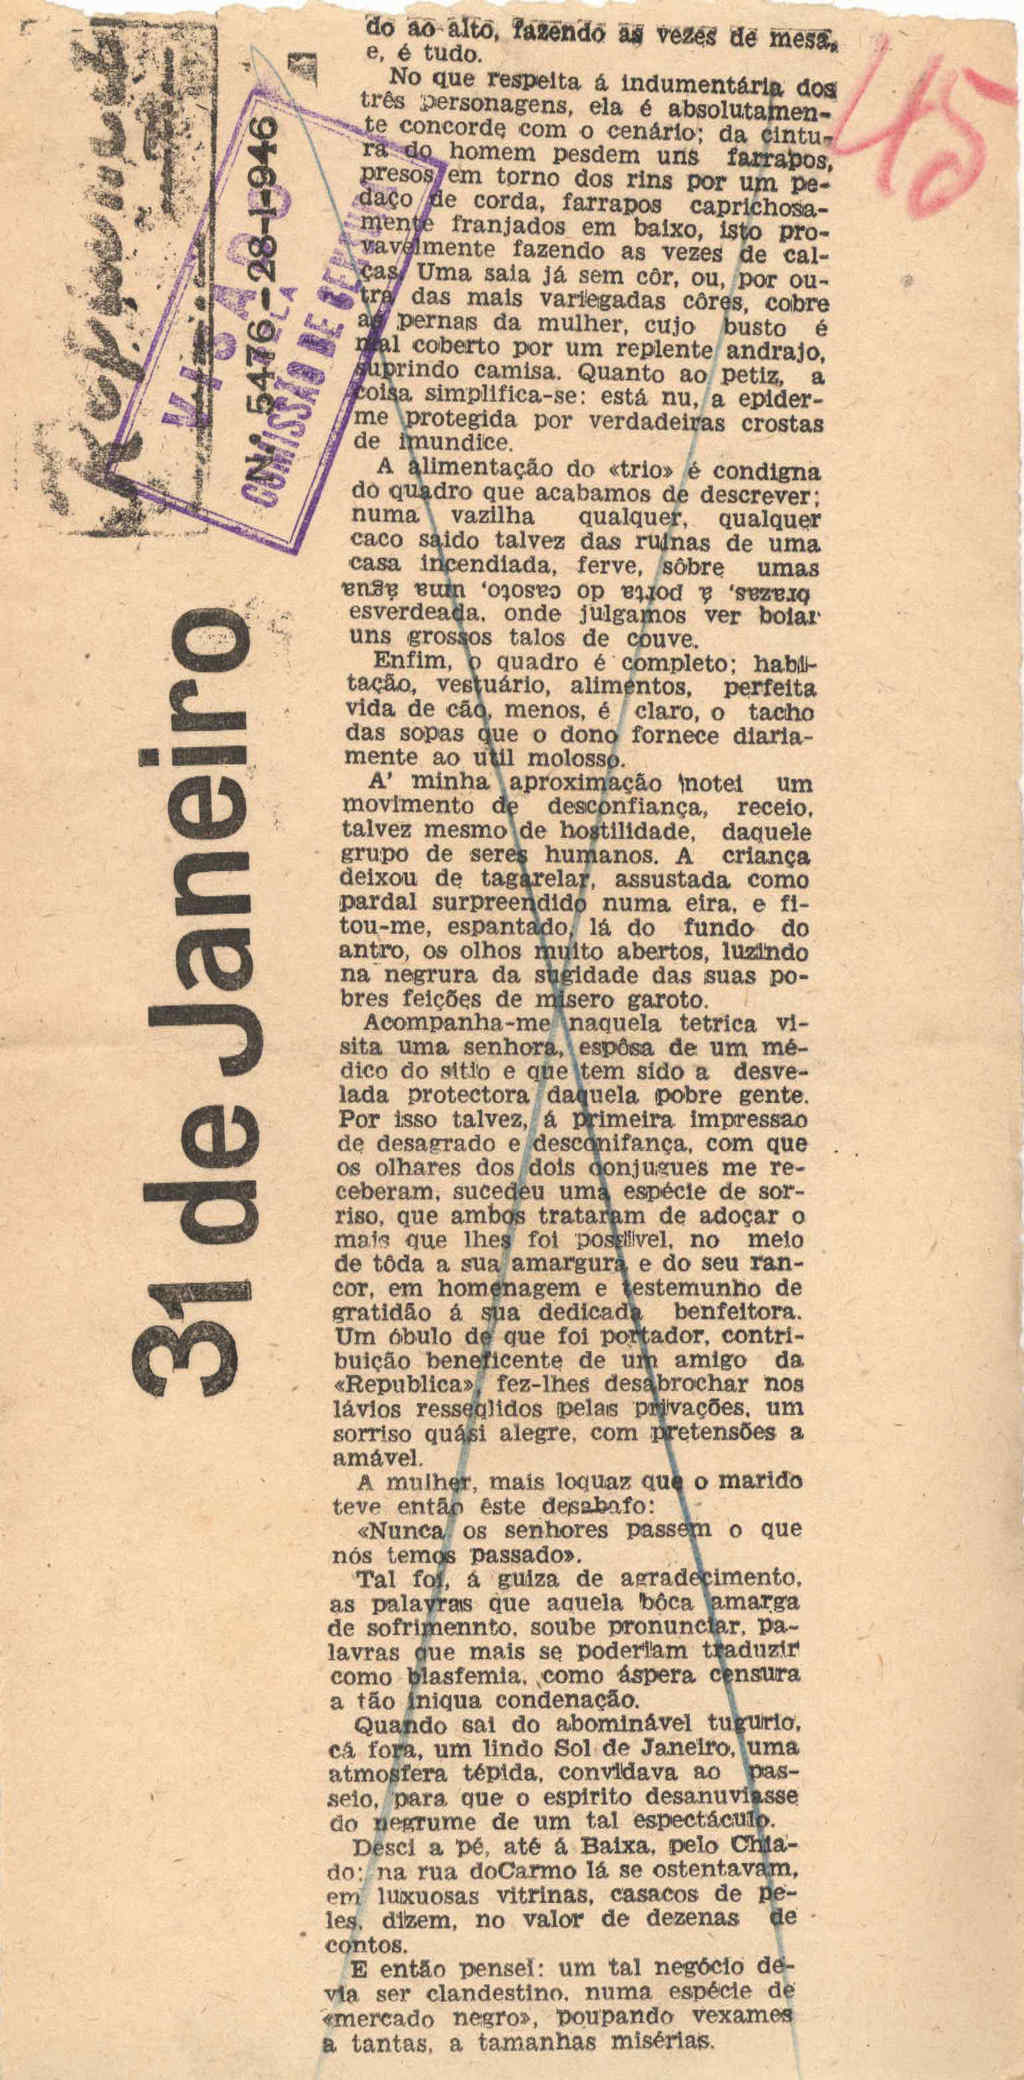 45
República
N.º 5476-28-1-946
VISADO
PELA
COMISSÃO DE CENSURA
31 de Janeiro
do ao alto, fazendo as vezes de mesa,
e, é tudo.
No que respeita á indumentária dos
três personagens, ela é absolutamen-
te concorde com o cenário; da cintu-
ra do homem pesdem uns farrapos,
presos em torno dos rins por um pe-
daço de corda, farrapos caprichosa-
mente franjados em baixo, isto pro-
vavelmente fazendo as vezes de cal-
ças. Uma saia já sem côr, ou, por ou-
tra das mais variegadas côres, cobre
as pernas da mulher, cujo busto é
mal coberto por um replente andrajo,
suprindo camisa. Quanto ao petiz, a
coisa simplifica-se: está nu, a epider-
me protegida por verdadeiras crostas
de imundice.
A alimentação do «trio» é condigna
do quadro que acabamos de descrever;
numa vazilha qualquer, qualquer
caco saido talvez das ruinas de uma
casa incendiada, ferve, sôbre umas
brazas, á porta do casoto, uma agua
esverdeada, onde julgamos ver boiar
uns grossos talos de couve.
Enfim, o quadro é completo; habi-
tação, vestuário, alimentos, perfeita
vida de cão, menos, é claro, o tacho
das sopas que o dono fornece diaria-
mente ao util molosso.
A' minha aproximação notei um
movimento de desconfiança, receio,
talvez mesmo de hostilidade, daquele
grupo de seres humanos. A criança
deixou de tagarelar, assustada como
pardal surpreendido numa eira, e fi-
tou-me, espantado, lá do fundo do
antro, os olhos muito abertos, luzindo
na negrura da sugidade das suas po-
bres feições de misero garoto.
Acompanha-me naquela tetrica vi-
sita uma senhora, espôsa de um mé-
dico do sitio e que tem sido a desve-
lada protectora daquela pobre gente.
Por isso talvez, á primeira impressao
de desagrado e desconifança, com que
os olhares dos dois conjugues me re-
ceberam, sucedeu uma espécie de sor-
riso, que ambos trataram de adoçar o
mais que lhes foi possivel, no meio
de tôda a sua amargura e do seu ran-
cor, em homenagem e testemunho de
gratidão á sua dedicada benfeitora.
Um óbulo de que foi portador, contri-
buição beneficente de um amigo da
«Republica», fez-lhes desabrochar nos
lávios resseqlidos pelas privações, um
sorriso quási alegre, com pretensões a
amável.
A mulher, mais loquaz que o marido
teve então êste desabafo:
«Nunca os senhores passem o que
nós temos passado».
Tal foi, á guiza de agradecimento,
as palavras que aquela bôca amarga
de sofrimennto, soube pronunciar, pa-
lavras que mais se poderiam traduzir
como blasfemia, como áspera censura
a tão iniqua condenação.
Quando sai do abominável tugurio,
cá fora, um lindo Sol de Janeiro, uma
atmosfera tépida, convidava ao pas-
seio, para que o espirito desanuviasse
do negrume de um tal espectáculo.
Desci a pé, até á Baixa, pelo Chia-
do; na rua doCarmo lá se ostentavam,
em luxuosas vitrinas, casacos de pe-
les, dizem, no valor de dezenas de
contos.
E então pensei: um tal negócio de-
via ser clandestino, numa espécie de
«mercado negro», poupando vexames
a tantas, a tamanhas misérias.